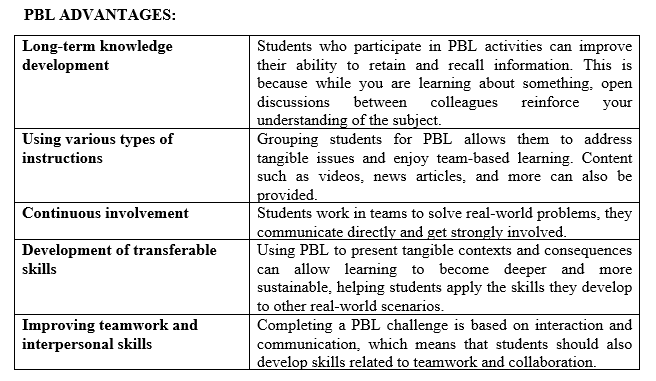 PBL ADVANTAGES:
Long-term knowledge development
Students who participate in PBL activities can improve
their ability to retain and recall information. This is
because while you are learning about something, open
discussions between colleagues reinforce your
understanding of the subject.
Using various types of instructions
Grouping students for PBL allows them to address
tangible issues and enjoy team-based learning. Content
such as videos, news articles, and more can also be
provided.
Continuous involvement
Students work in teams to solve real-world problems, they
communicate directly and get strongly involved.
Development of transferable skills
Using PBL to present tangible contexts and consequences
can allow learning to become deeper and more
sustainable, helping students apply the skills they develop
to other real-world scenarios.
Improving teamwork and interpersonal skills
Completing a PBL challenge is based on interaction and
communication, which means that students should also
develop skills related to teamwork and collaboration.